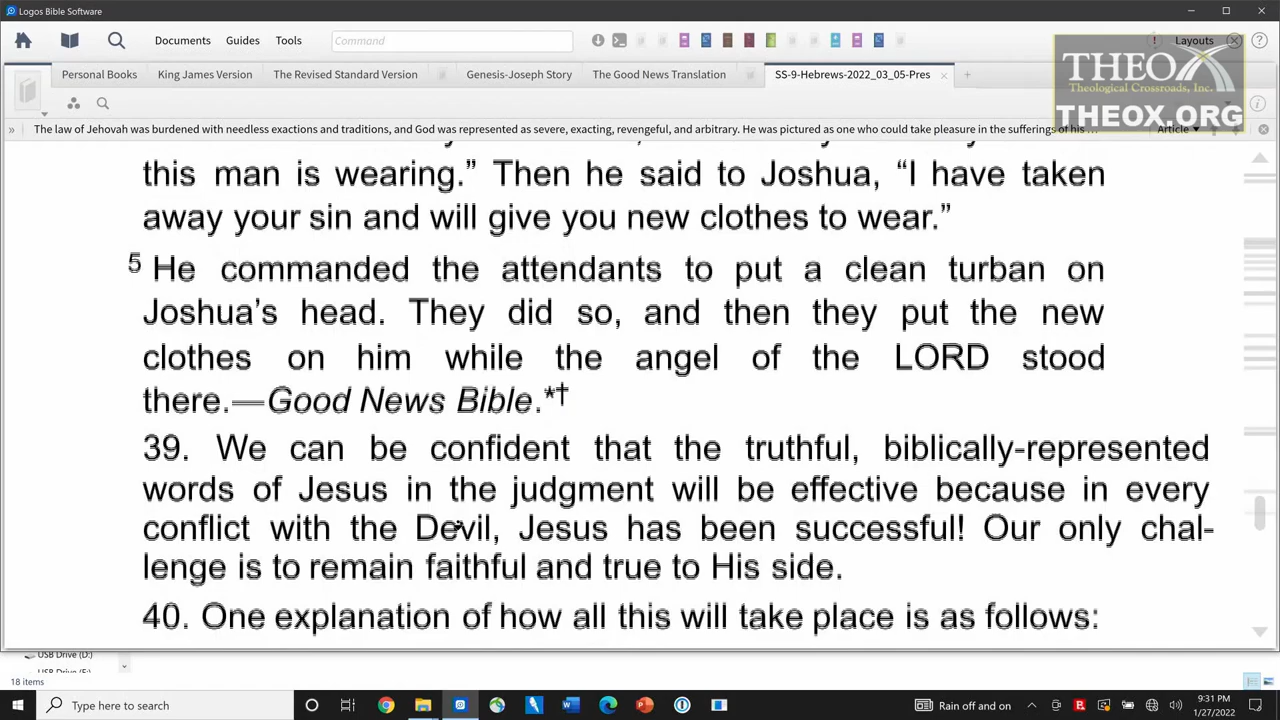 Logos Bible Software
Documents Guides Tools Command Layouts
THEOX
Theological Crossroads, Inc.
THEOX.ORG
Personal Books King James Version The Revised Standard Version Genesis-Joseph Story The Good News Translation SS-9-Hebrews-2022_03_05-Pres
The law of Jehovah was burdened with needless exactions and traditions, and God was represented as severe, exacting, revengeful, and arbitrary. He was pictured as one who could take pleasure in the sufferings of his ... Article
this man is wearing.” Then he said to Joshua, “I have taken
away your sin and will give you new clothes to wear.”
5 He commanded the attendants to put a clean turban on
Joshua’s head. They did so, and then they put the new
clothes on him while the angel of the LORD stood
there.—Good News Bible.*†
39. We can be confident that the truthful, biblically-represented
words of Jesus in the judgment will be effective because in every
conflict with the Devil, Jesus has been successful! Our only chal-
lenge is to remain faithful and true to His side.
40. One explanation of how all this will take place is as follows:
USB Drive (D:)
18 items
Type here to search
Rain off and on
9:31 PM
1/27/2022